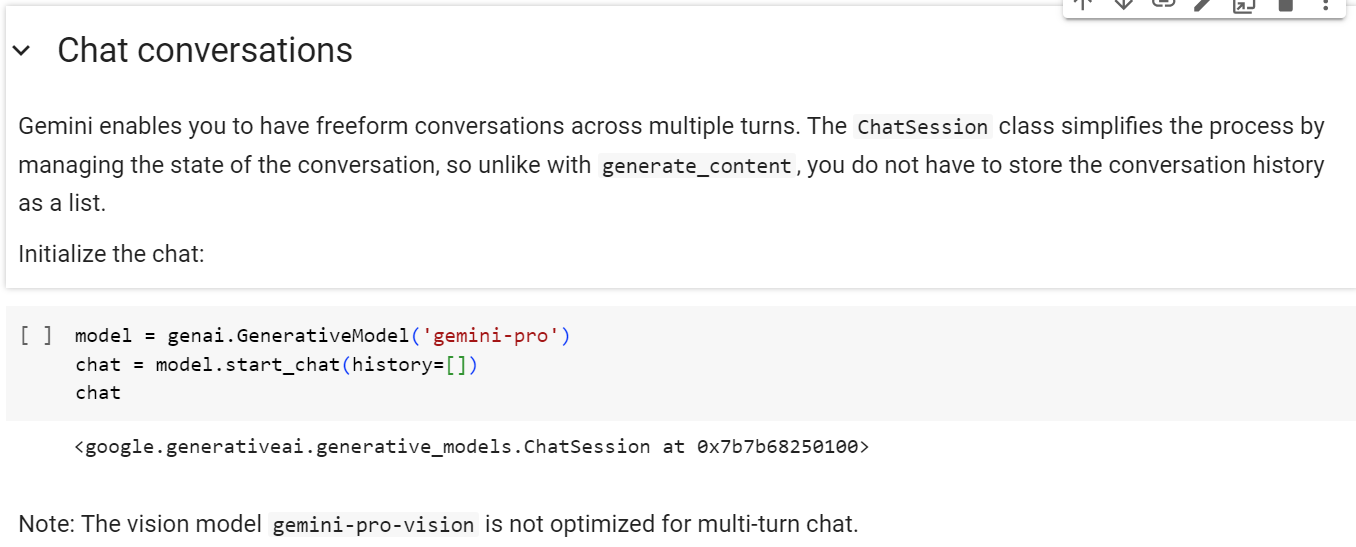 Chat conversations
Gemini enables you to have freeform conversations across multiple turns. The ChatSession class simplifies the process by
managing the state of the conversation, so unlike with generate_content, you do not have to store the conversation history
as a list.
Initialize the chat:
[ ] model = genai.GenerativeModel('gemini-pro')
chat = model.start_chat(history=[])
chat
<google.generativeai.generative_models.ChatSession at 0x7b7b68250100>
Note: The vision model gemini-pro-vision is not optimized for multi-turn chat.